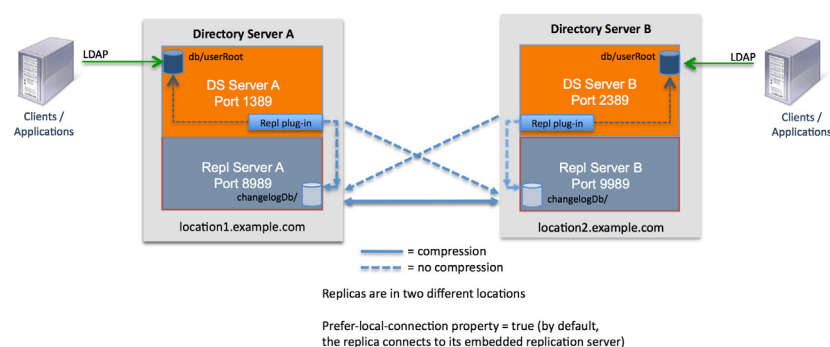 Directory Server A
Directory Server B
LDAP
db/userRoot
db/userRoot
LDAP
DS Server A
Port 1389
DS Server B
Port 2389
Clients /
Applications
Clients /
Applications
Repl plug-in
Repl plug-in
Repl Server A
Port 8989
Repl Server B
Port 9989
changelogDb/
changelogDb/
location1.example.com
location2.example.com
= compression
= no compression
Replicas are in two different locations
Prefer-local-connection property = true (by default,
the replica connects to its embedded replication server)